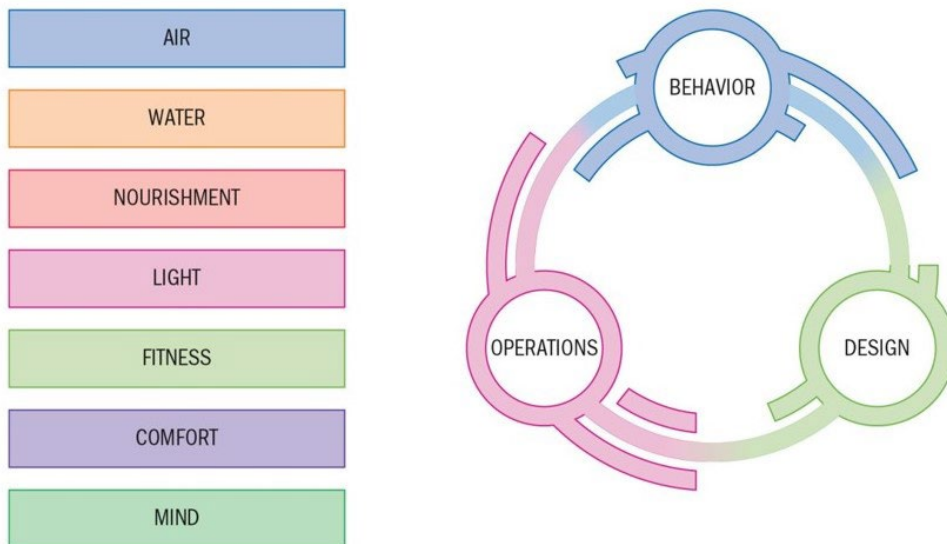 AIR
WATER
NOURISHMENT
LIGHT
FITNESS
COMFORT
MIND
BEHAVIOR
OPERATIONS
DESIGN